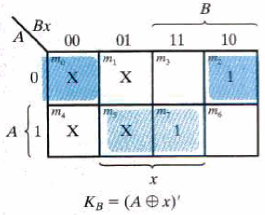 B
A Bx 00 01 11 10
m₀ m₁ m₃ m₂
0 X X 1
m₄ m₅ m₇ m₆
A { 1 X X 1
x
K_B = (A ⊕ x)′